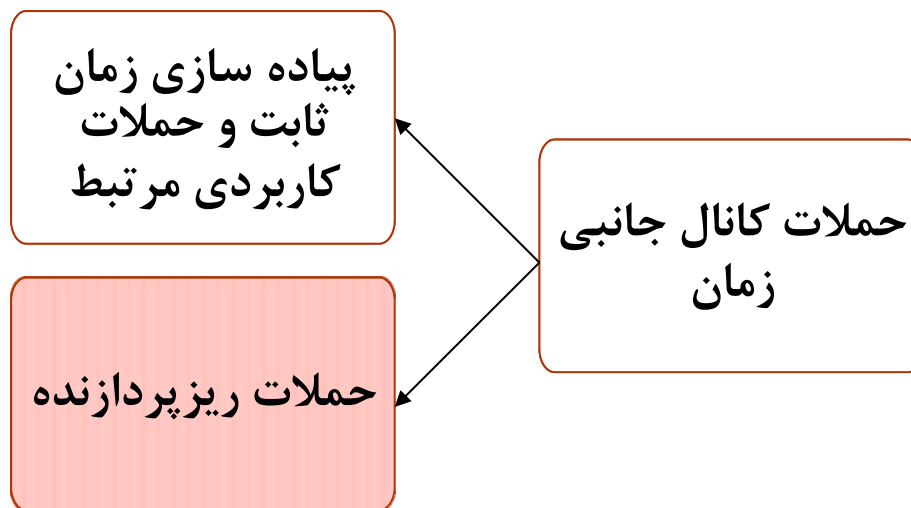 حملات کانال جانبی
زمان
پیاده سازی زمان
ثابت و حملات
کاربردی مرتبط
حملات ریزپردازنده